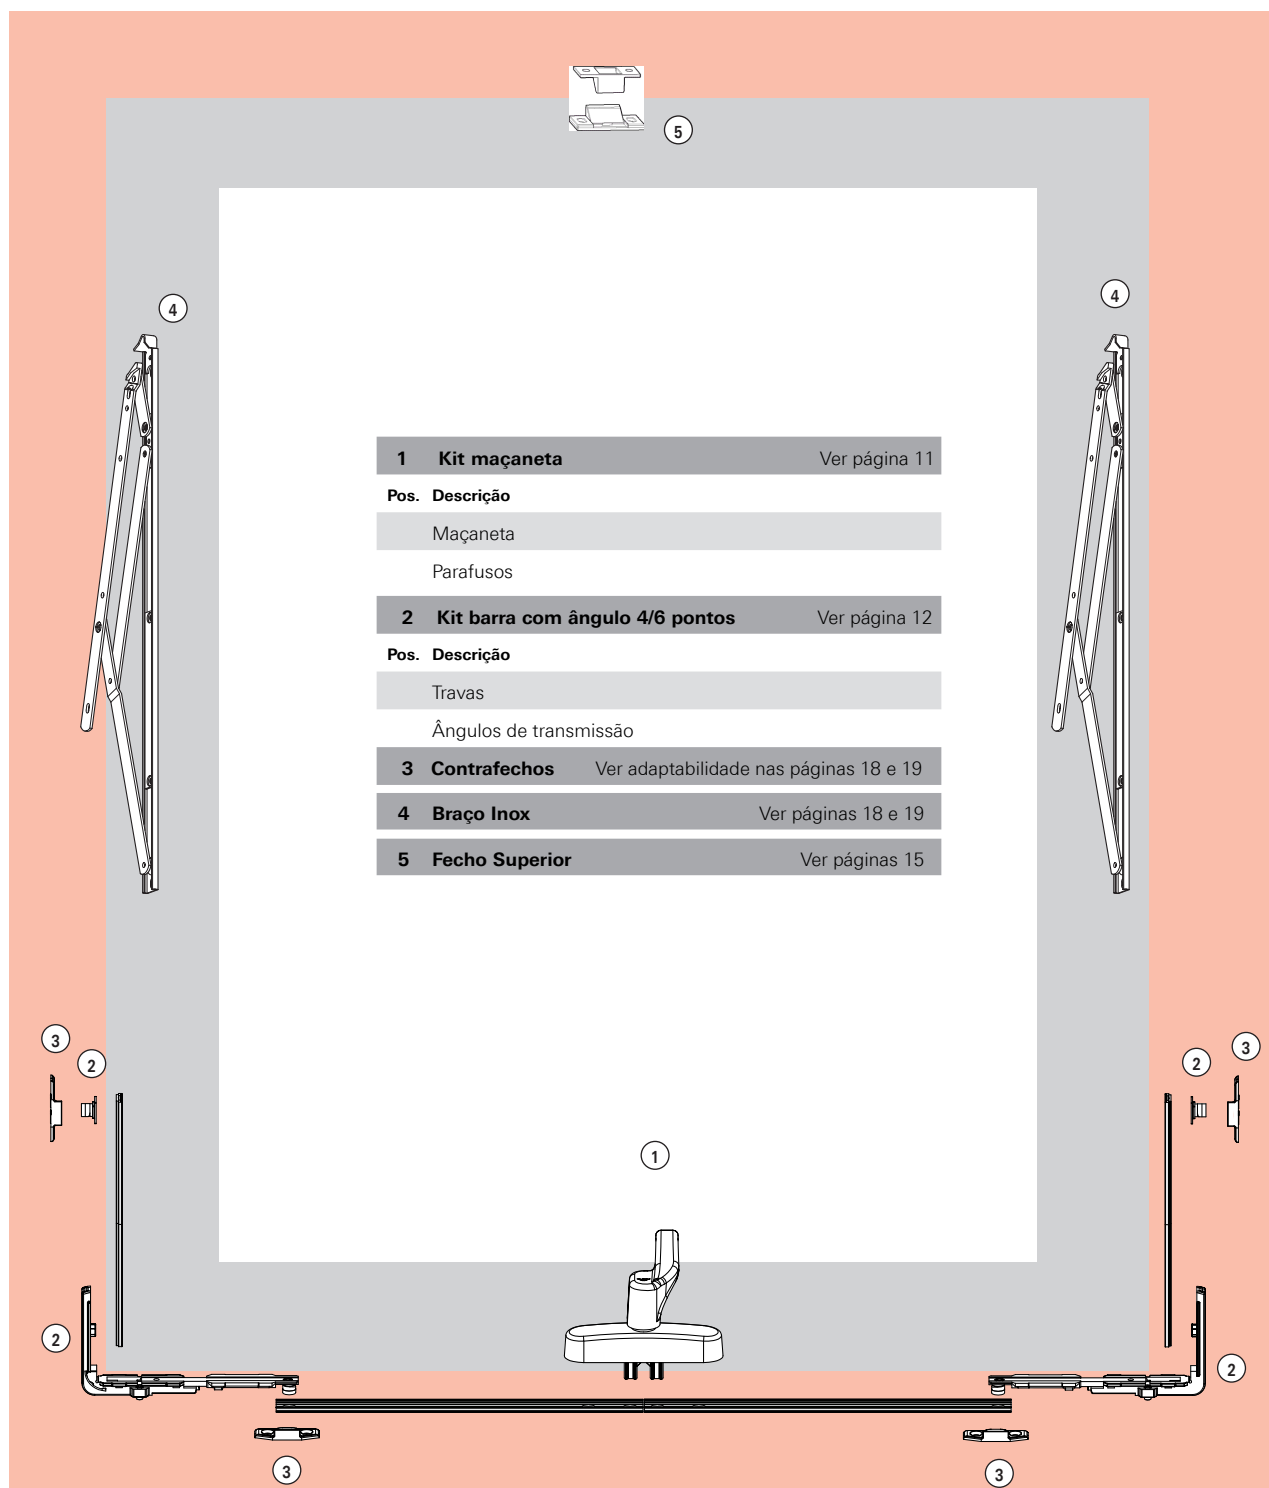 5
4
4
1 Kit maçaneta Ver página 11
Pos. Descrição
Maçaneta
Parafusos
2 Kit barra com ângulo 4/6 pontos Ver página 12
Pos. Descrição
Travas
Ângulos de transmissão
3 Contrafechos Ver adaptabilidade nas páginas 18 e 19
4 Braço Inox Ver páginas 18 e 19
5 Fecho Superior Ver páginas 15
3
2
2
3
1
2
2
3
3